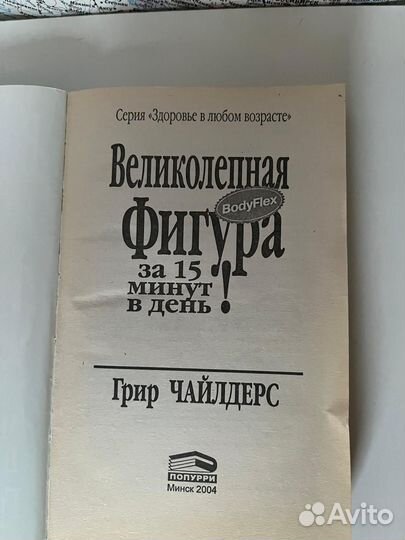 Серия «Здоровье в любом возрасте»
Великолепная
BodyFlex
Фигура
за 15
минут
в день!
Грир ЧАЙЛДЕРС
ПОПУРРИ
Минск 2004
Avito